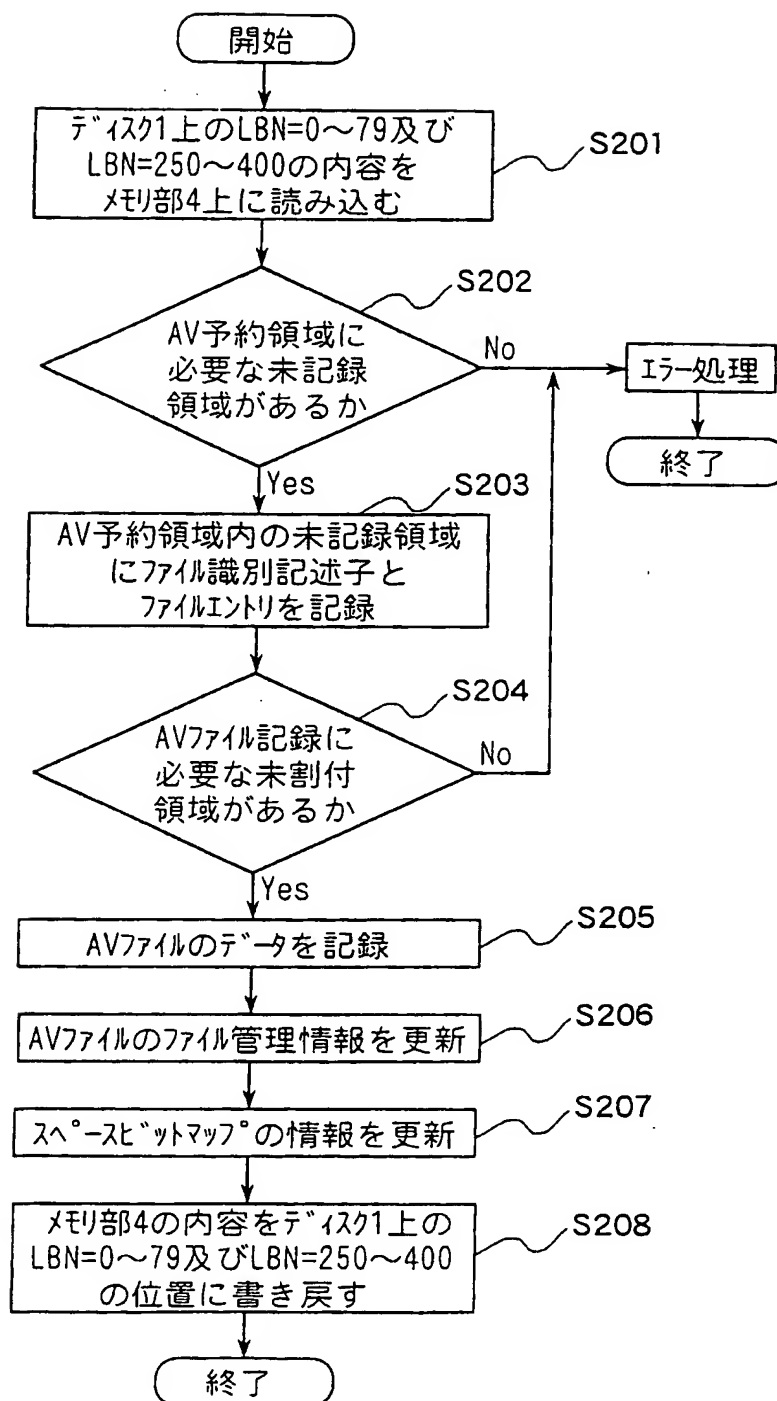 開始
ディスク1上のLBN=0～79及び
LBN=250～400の内容を
メモリ部4上に読み込む
S201
S202
AV予約領域に
必要な未記録
領域があるか
No
エラー処理
終了
Yes
S203
AV予約領域内の未記録領域
にファイル識別記述子と
ファイルエントリを記録
S204
AVファイル記録に
必要な未割付
領域があるか
No
Yes
S205
AVファイルのデータを記録
S206
AVファイルのファイル管理情報を更新
S207
スペースビットマップの情報を更新
メモリ部4の内容をディスク1上の
LBN=0～79及びLBN=250～400
の位置に書き戻す
S208
終了